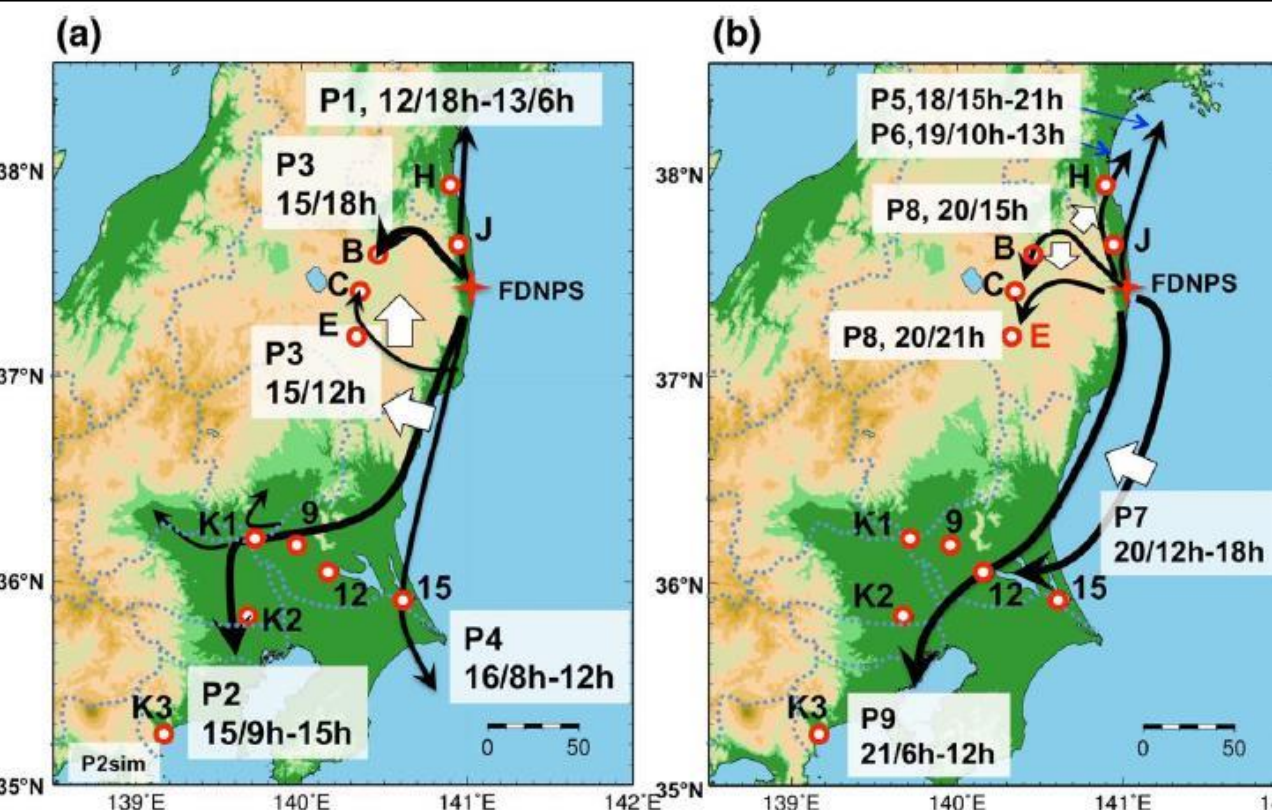 (a)
P1, 12/18h-13/6h
P3
15/18h
H
J
B
C
FDNPS
E
P3
15/12h
K1
9
12
15
K2
P4
16/8h-12h
P2
15/9h-15h
K3
P2sim
0 50
38°N
37°N
36°N
35°N
139°E 140°E 141°E 142°E
(b)
P5,18/15h-21h
P6,19/10h-13h
H
P8, 20/15h
J
B
C
FDNPS
P8, 20/21h
E
P7
20/12h-18h
K1
9
K2
12
15
K3
P9
21/6h-12h
0 50
38°N
37°N
36°N
35°N
139°E 140°E 141°E